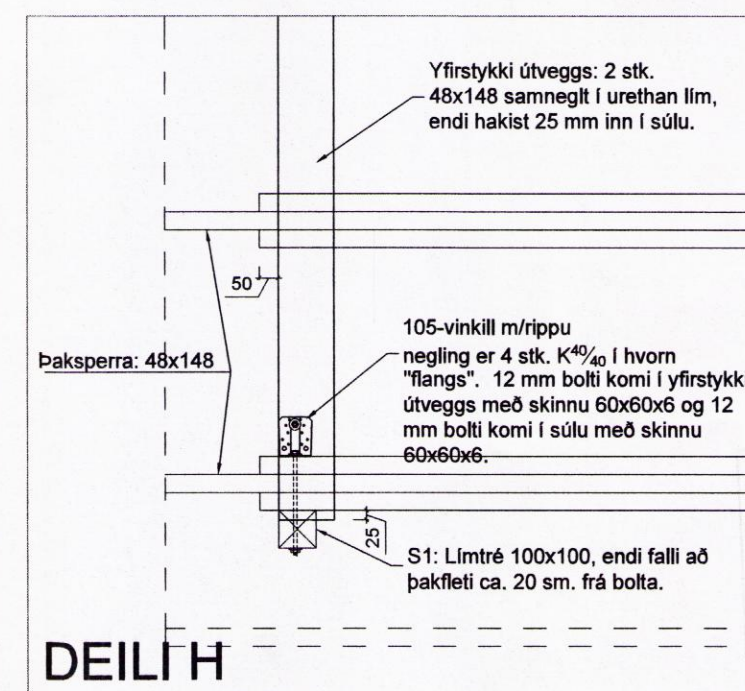 Yfirstykki útveggs: 2 stk.
48x148 samneglt í urethan lím,
endi hakist 25 mm inn í súlu.
50
105-vinkill m/rippu
Þaksperra: 48x148
negling er 4 stk. K40/40 í hvorn
"flangs". 12 mm bolti komi í yfirstykki
útveggs með skinnu 60x60x6 og 12
mm bolti komi í súlu með skinnu
60x60x6.
25
S1: Límtré 100x100, endi falli að
þakfleti ca. 20 sm. frá bolta.
DEILI H